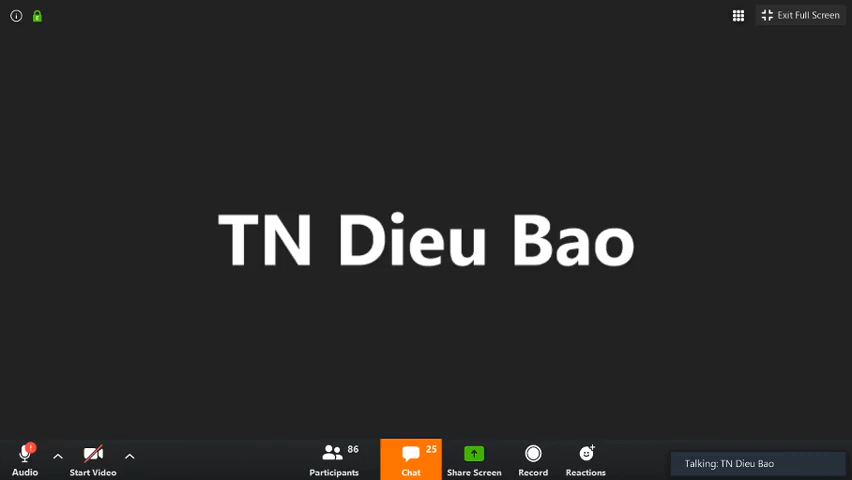 Exit Full Screen
TN Dieu Bao
86
25
Audio
Start Video
Participants
Chat
Share Screen
Record
Reactions
Talking: TN Dieu Bao